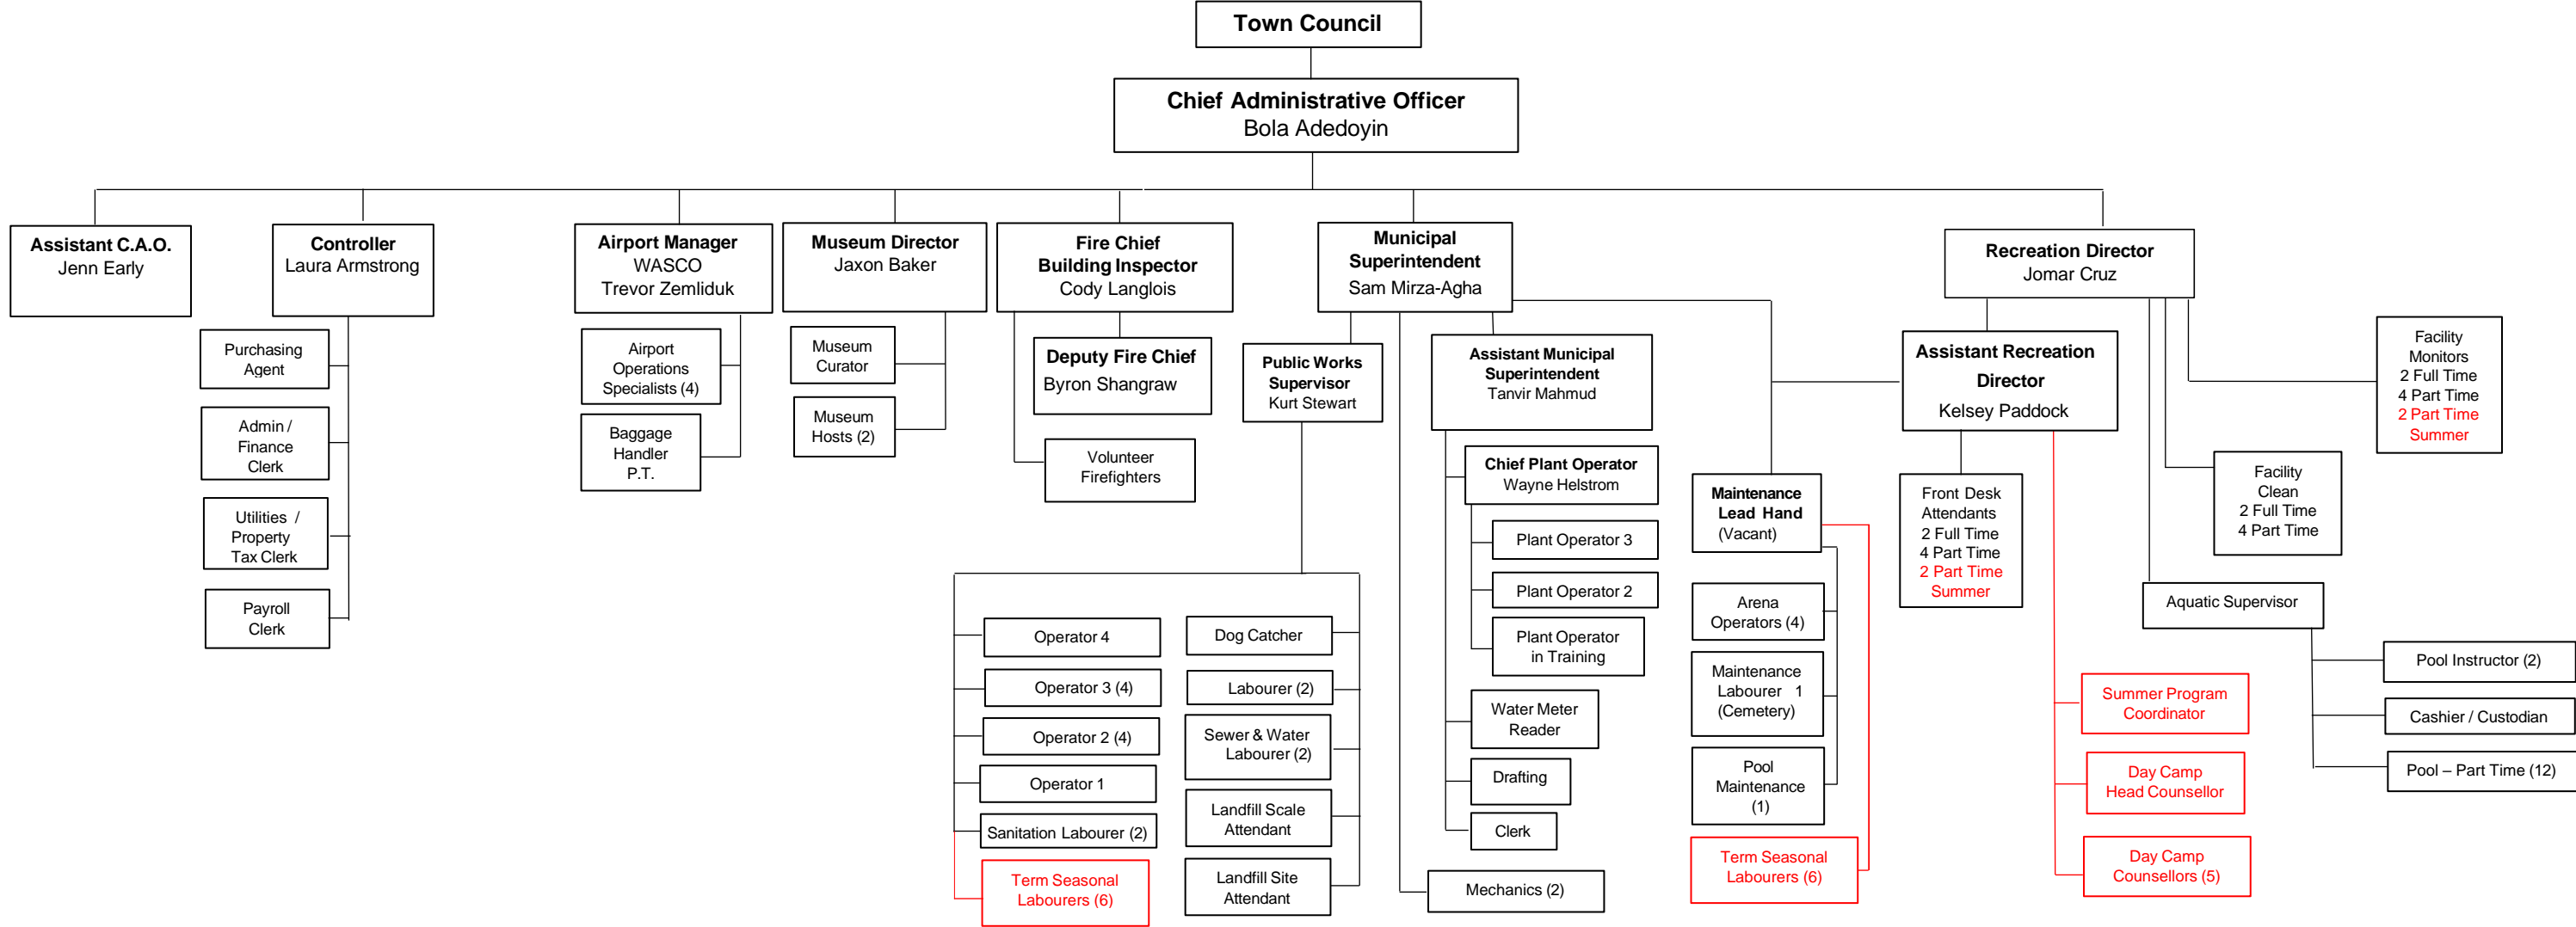 Town Council
Chief Administrative Officer
Bola Adedoyin
Assistant C.A.O.
Jenn Early
Controller
Laura Armstrong
Purchasing
Agent
Admin /
Finance
Clerk
Utilities /
Property
Tax Clerk
Payroll
Clerk
Airport Manager
WASCO
Trevor Zemliduk
Airport
Operations
Specialists (4)
Baggage
Handler
P.T.
Museum Director
Jaxon Baker
Museum
Curator
Museum
Hosts (2)
Fire Chief
Building Inspector
Cody Langlois
Deputy Fire Chief
Byron Shangraw
Volunteer
Firefighters
Municipal
Superintendent
Sam Mirza-Agha
Public Works
Supervisor
Kurt Stewart
Operator 4
Operator 3 (4)
Operator 2 (4)
Operator 1
Sanitation Labourer (2)
Term Seasonal
Labourers (6)
Dog Catcher
Labourer (2)
Sewer & Water
Labourer (2)
Landfill Scale
Attendant
Landfill Site
Attendant
Assistant Municipal
Superintendent
Tanvir Mahmud
Chief Plant Operator
Wayne Helstrom
Plant Operator 3
Plant Operator 2
Plant Operator
in Training
Water Meter
Reader
Drafting
Clerk
Mechanics (2)
Maintenance
Lead Hand
(Vacant)
Arena
Operators (4)
Maintenance
Labourer 1
(Cemetery)
Pool
Maintenance
(1)
Term Seasonal
Labourers (6)
Recreation Director
Jomar Cruz
Assistant Recreation
Director
Kelsey Paddock
Front Desk
Attendants
2 Full Time
4 Part Time
2 Part Time
Summer
Summer Program
Coordinator
Day Camp
Head Counsellor
Day Camp
Counsellors (5)
Facility
Monitors
2 Full Time
4 Part Time
2 Part Time
Summer
Facility
Clean
2 Full Time
4 Part Time
Aquatic Supervisor
Pool Instructor (2)
Cashier / Custodian
Pool – Part Time (12)